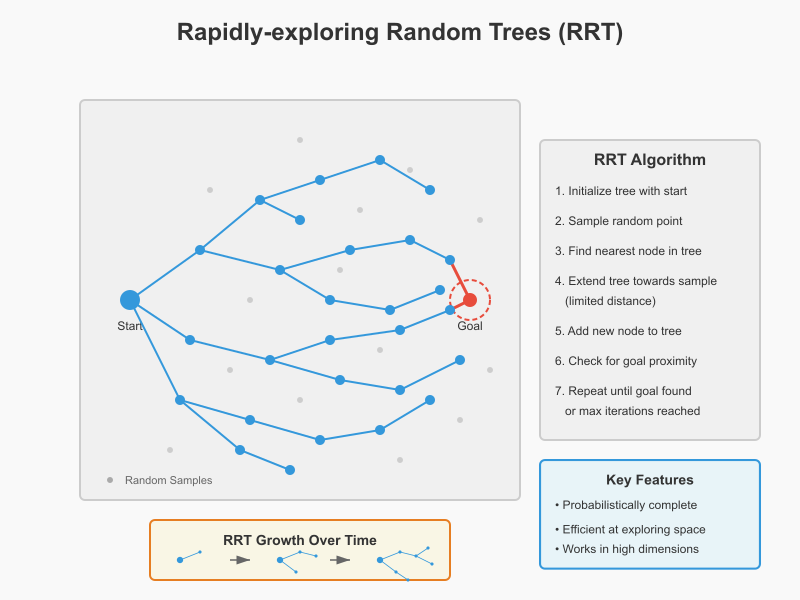 Rapidly-exploring Random Trees (RRT)
Start
Goal
Random Samples
RRT Algorithm
1. Initialize tree with start
2. Sample random point
3. Find nearest node in tree
4. Extend tree towards sample
(limited distance)
5. Add new node to tree
6. Check for goal proximity
7. Repeat until goal found
or max iterations reached
Key Features
• Probabilistically complete
• Efficient at exploring space
• Works in high dimensions
RRT Growth Over Time